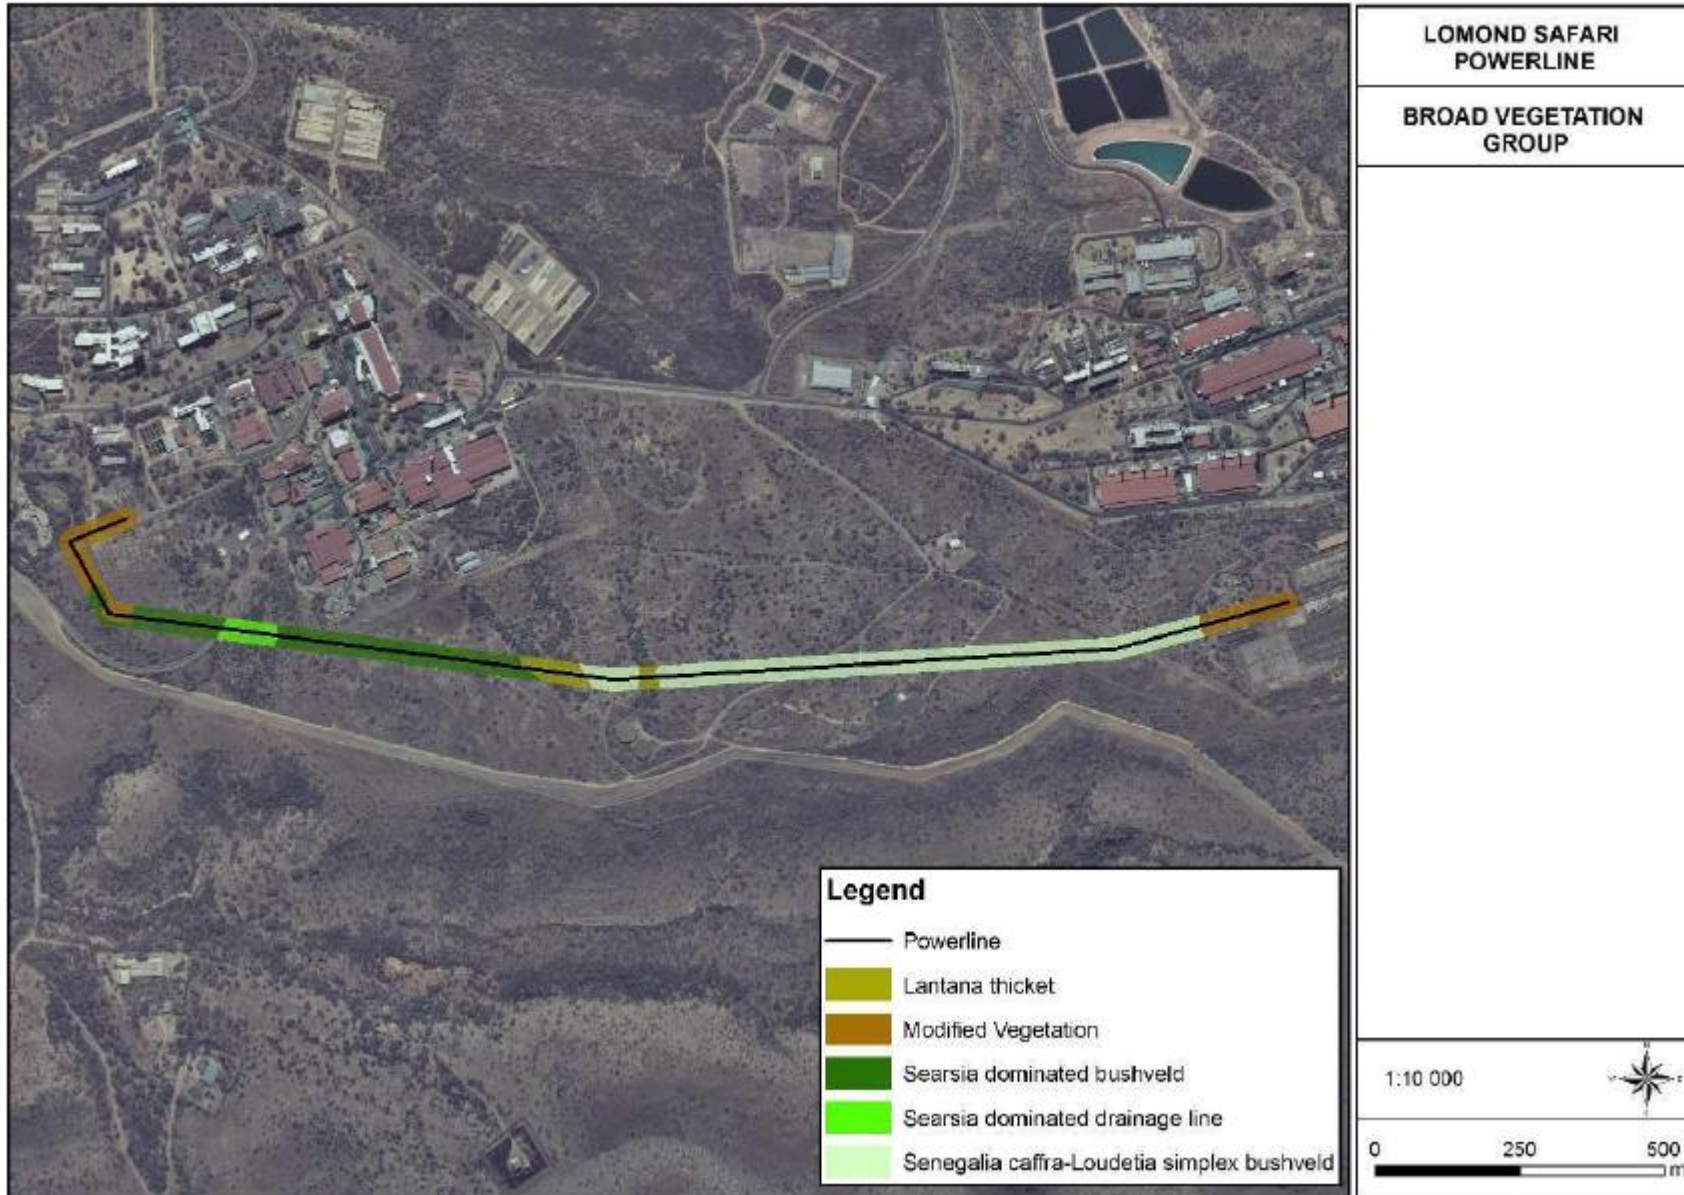 LOMOND SAFARI
POWERLINE
BROAD VEGETATION
GROUP
Legend
Powerline
Lantana thicket
Modified Vegetation
Searsia dominated bushveld
Searsia dominated drainage line
Senegalia caffra-Loudetia simplex bushveld
1:10 000
N
0 250 500
m